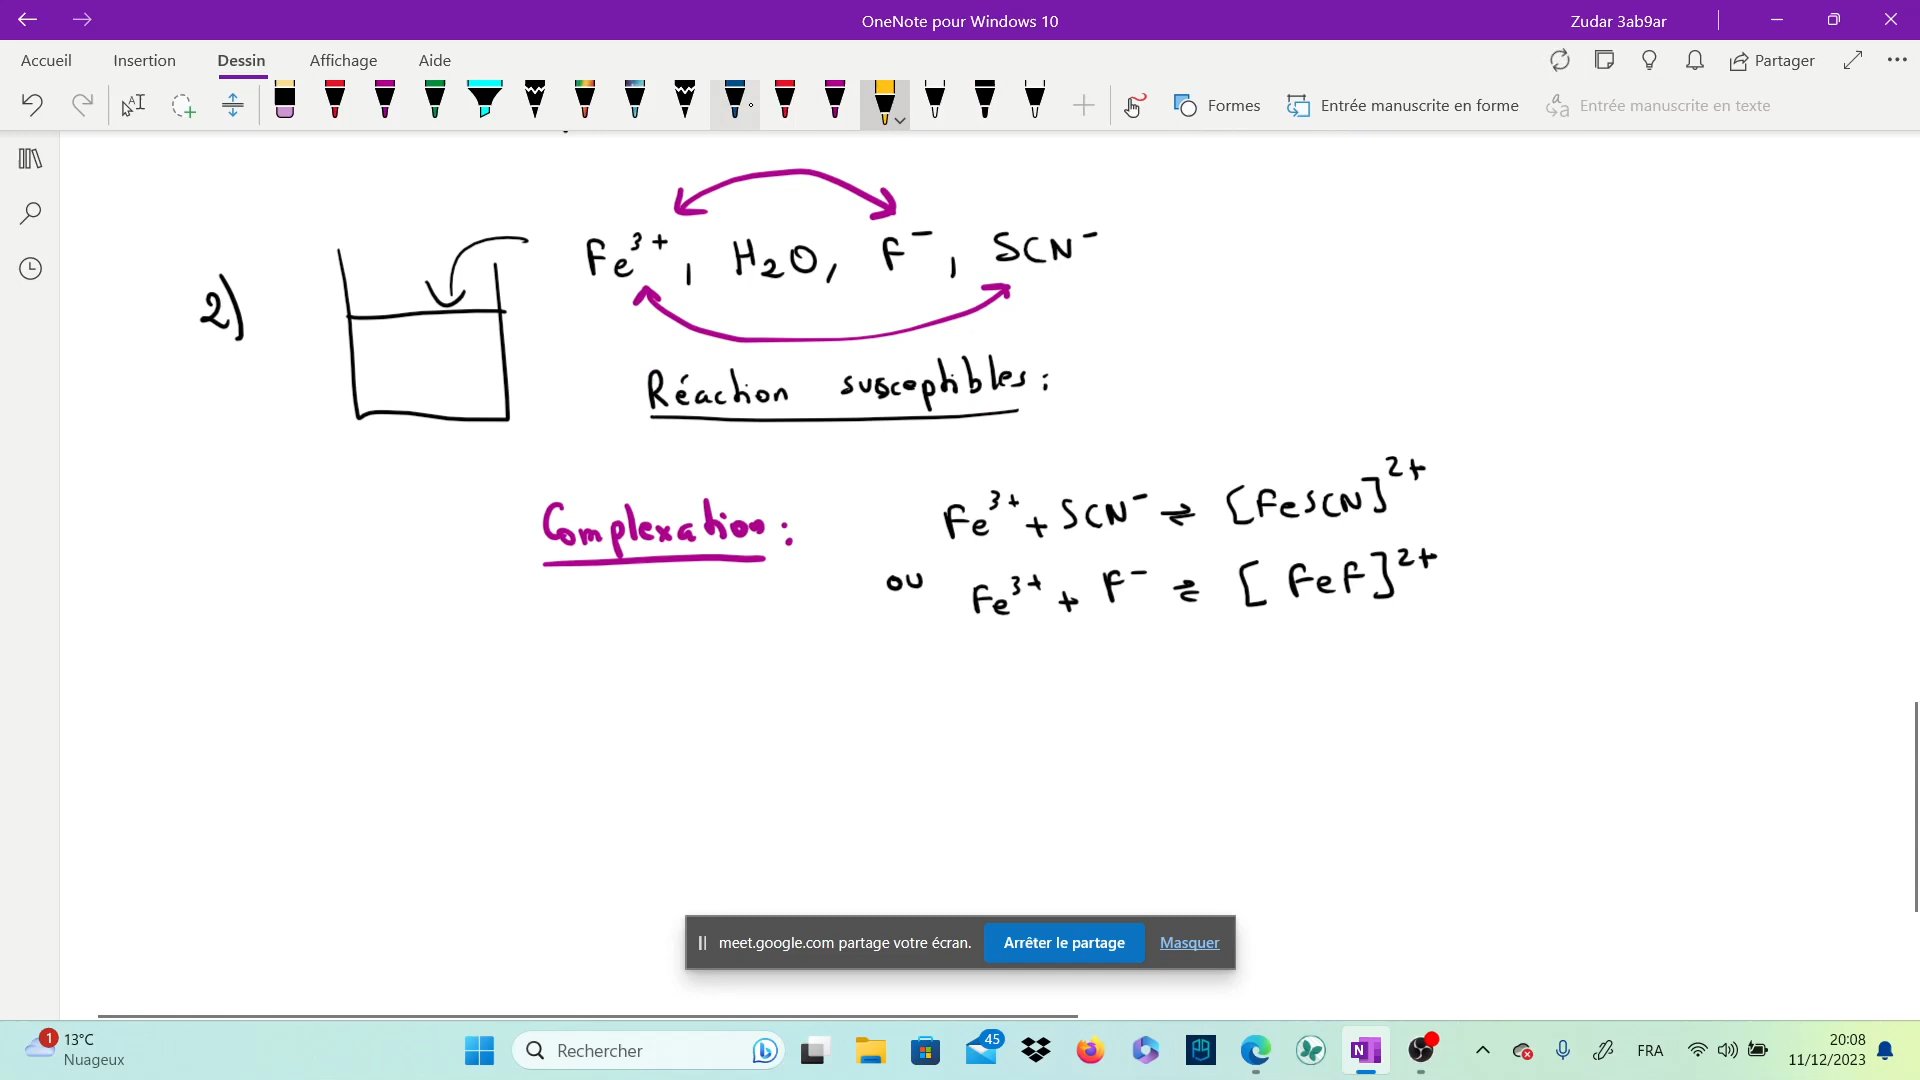 OneNote pour Windows 10
Zudar 3ab9ar
Accueil Insertion Dessin Affichage Aide
Partager
Formes
Entrée manuscrite en forme
Entrée manuscrite en texte
2)
Fe³⁺, H₂O, F⁻, SCN⁻
Réaction susceptibles :
Complexation :
Fe³⁺ + SCN⁻ ⇌ [FeSCN]²⁺
ou Fe³⁺ + F⁻ ⇌ [FeF]²⁺
meet.google.com partage votre écran.
Arrêter le partage
Masquer
1
13°C
Nuageux
Rechercher
45
FRA
20:08
11/12/2023